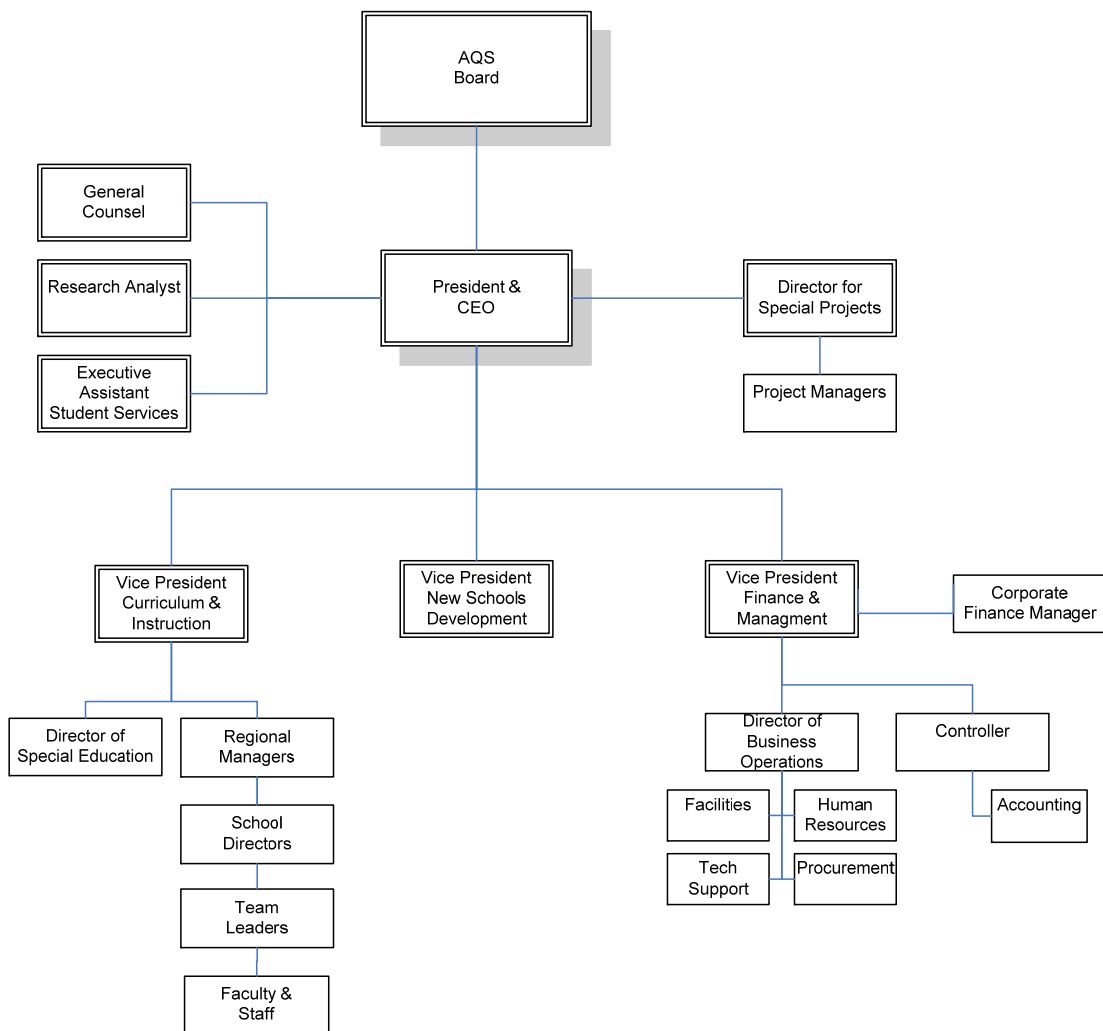 AQS
Board
General
Counsel
Research Analyst
Executive
Assistant
Student Services
President &
CEO
Director for
Special Projects
Project Managers
Vice President
Curriculum &
Instruction
Vice President
New Schools
Development
Vice President
Finance &
Managment
Corporate
Finance Manager
Director of
Special Education
Regional
Managers
School
Directors
Team
Leaders
Faculty &
Staff
Director of
Business
Operations
Controller
Facilities
Human
Resources
Accounting
Tech
Support
Procurement